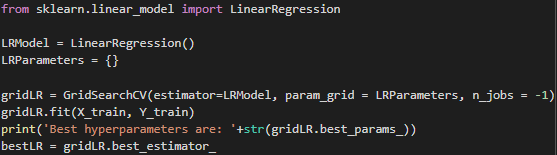 from sklearn.linear_model import LinearRegression
LRModel = LinearRegression()
LRParameters = {}
gridLR = GridSearchCV(estimator=LRModel, param_grid = LRParameters, n_jobs = -1)
gridLR.fit(X_train, Y_train)
print('Best hyperparameters are: '+str(gridLR.best_params_))
bestLR = gridLR.best_estimator_